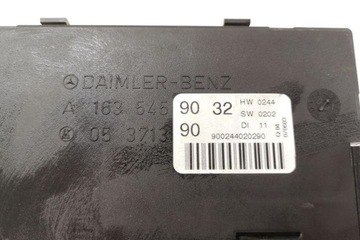 DAIMLER-BENZ
A 163 545 90 32
05 3713 90
HW 0244
SW 0202
DI 11
900244020290